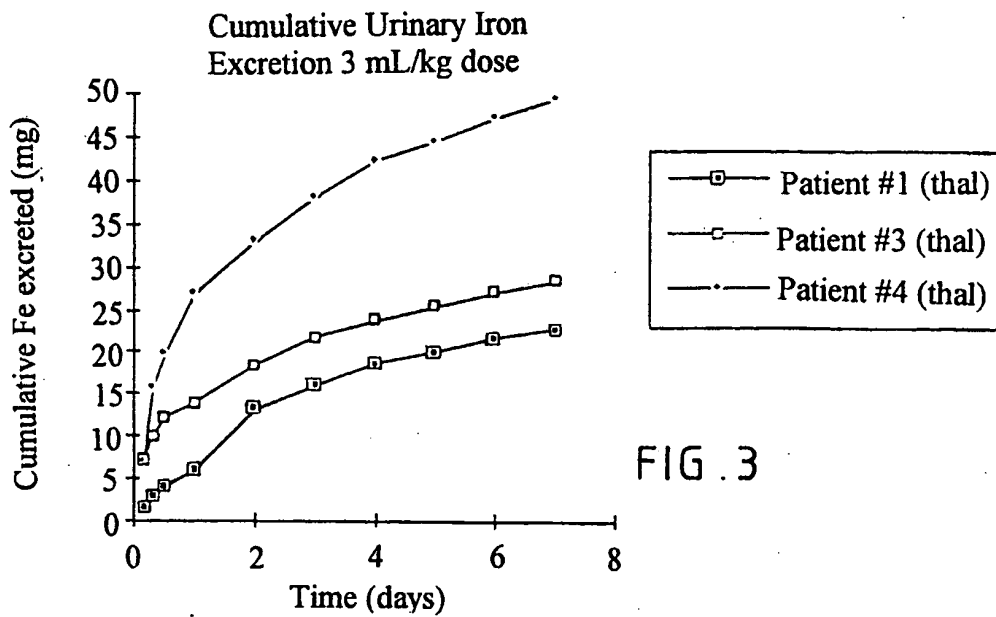 Cumulative Urinary Iron
Excretion 3 mL/kg dose
Cumulative Fe excreted (mg)
50
45
40
35
30
25
20
15
10
5
0
0 2 4 6 8
Time (days)
Patient #1 (thal)
Patient #3 (thal)
Patient #4 (thal)
FIG. 3